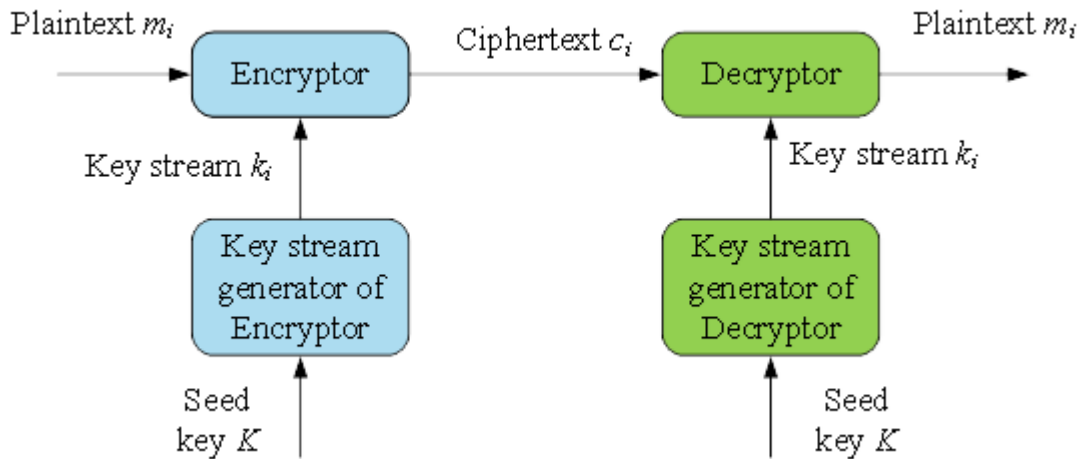 Plaintext mᵢ
Plaintext mᵢ
Ciphertext cᵢ
Encryptor
Decryptor
Key stream kᵢ
Key stream kᵢ
Key stream
generator of
Encryptor
Key stream
generator of
Decryptor
Seed
key K
Seed
key K